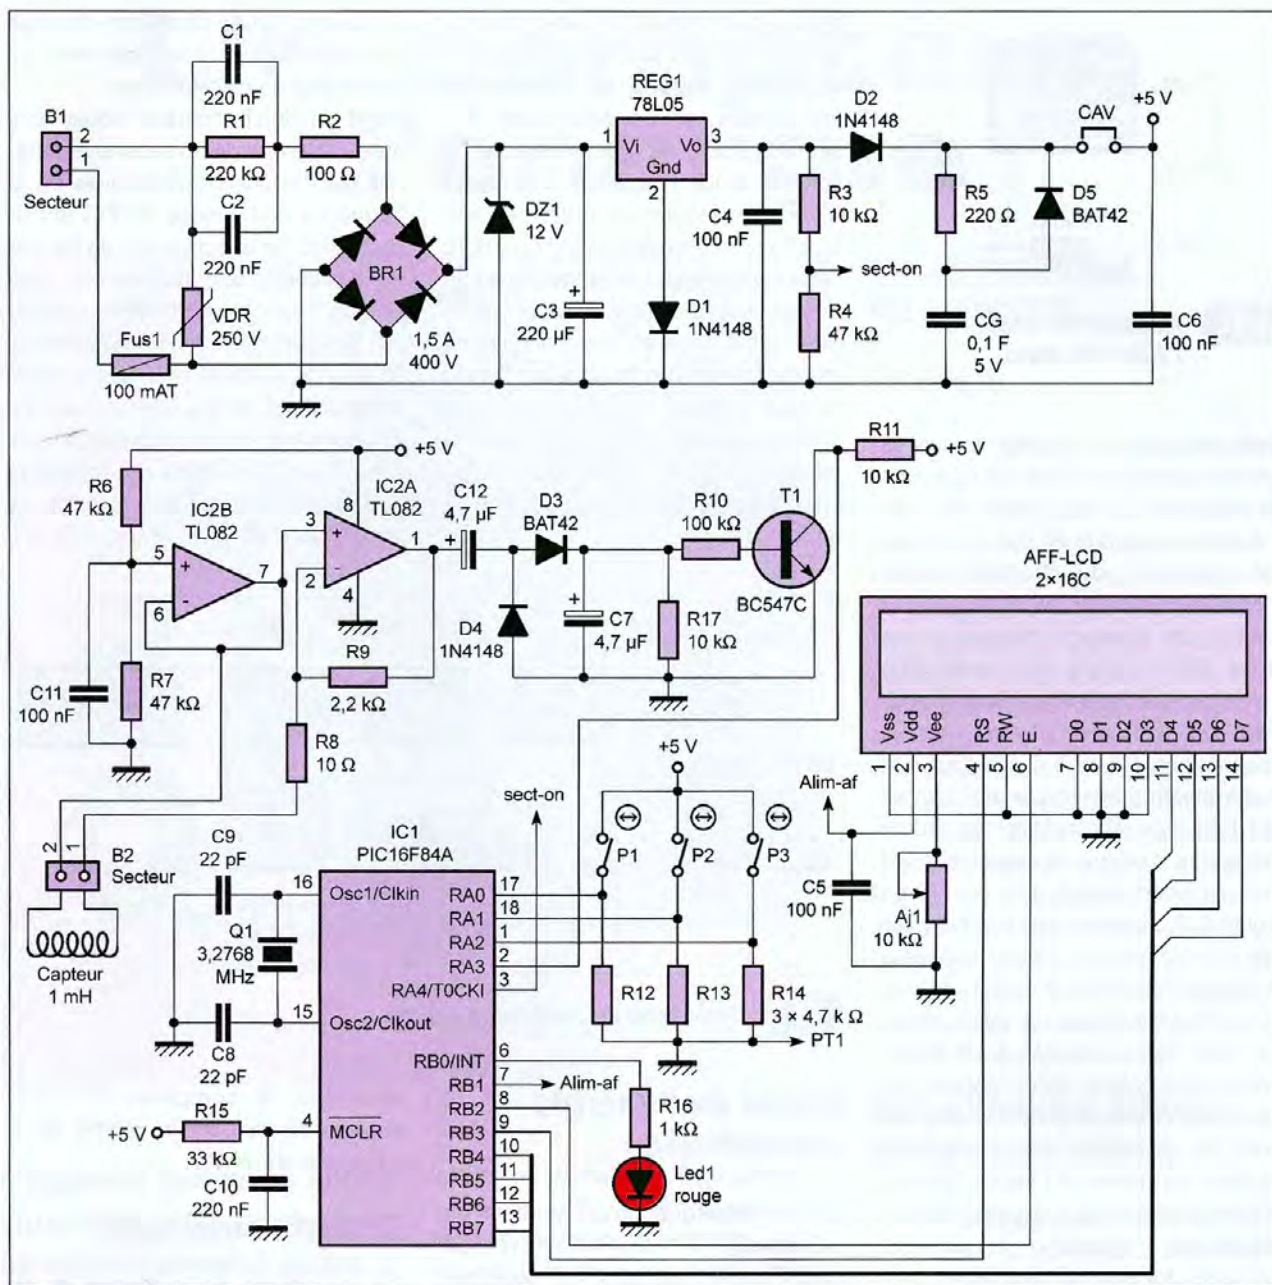 C1
220 nF
B1
2
1
Secteur
R1
220 kΩ
R2
100 Ω
C2
220 nF
VDR
250 V
Fus1
100 mAT
BR1
1,5 A
400 V
DZ1
12 V
+
C3
220 µF
REG1
78L05
1
Vi
Vo
3
Gnd
2
D1
1N4148
C4
100 nF
R3
10 kΩ
sect-on
R4
47 kΩ
D2
1N4148
R5
220 Ω
D5
BAT42
CG
0,1 F
5 V
CAV
+5 V
C6
100 nF
+5 V
R6
47 kΩ
IC2B
TL082
5
+
7
6
-
C11
100 nF
R7
47 kΩ
IC2A
TL082
8
3
+
1
2
-
4
R9
2,2 kΩ
R8
10 Ω
C12
4,7 µF
+
D3
BAT42
D4
1N4148
+
C7
4,7 µF
R17
10 kΩ
R10
100 kΩ
T1
BC547C
R11
10 kΩ
+5 V
AFF-LCD
2×16C
Vss
Vdd
Vee
RS
RW
E.
D0
D1
D2
D3
D4
D5
D6
D7
1
2
3
4
5
6
7
8
9
10
11
12
13
14
Alim-af
C5
100 nF
Aj1
10 kΩ
2
1
B2
Secteur
Capteur
1 mH
C9
22 pF
Q1
3,2768
MHz
C8
22 pF
R15
+5 V
33 kΩ
C10
220 nF
IC1
PIC16F84A
16
Osc1/Clkin
15
Osc2/Clkout
4
MCLR
RA0
17
RA1
18
RA2
1
RA3
2
RA4/T0CKI
3
RB0/INT
6
RB1
7
RB2
8
RB3
9
RB4
10
RB5
11
RB6
12
RB7
13
sect-on
+5 V
P1
P2
P3
R12
R13
R14
3 × 4,7 k Ω
PT1
Alim-af
R16
1 kΩ
Led1
rouge